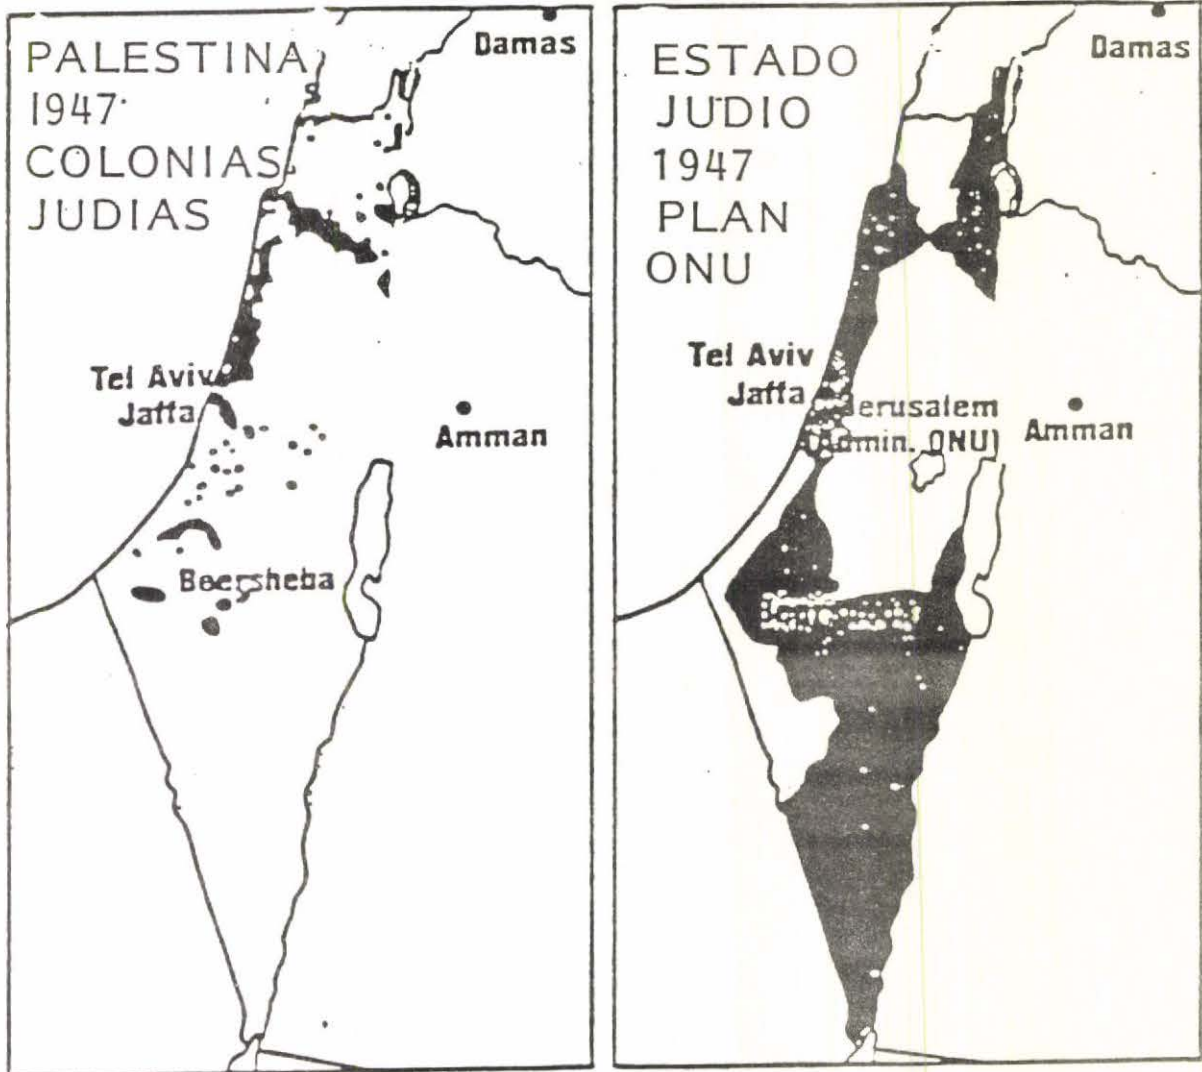 PALESTINA
1947
COLONIAS
JUDIAS
Damas
Tel Aviv
Jaffa
Amman
Beersheba
ESTADO
JUDIO
1947
PLAN
ONU
Damas
Tel Aviv
Jaffa
Jerusalem
(Admin. ONU)
Amman